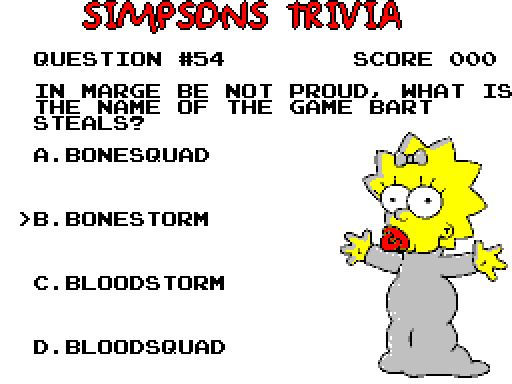 SIMPSONS TRIVIA
QUESTION #54 SCORE 000
IN MARGE BE NOT PROUD, WHAT IS
THE NAME OF THE GAME BART
STEALS?
A.BONESQUAD
>B.BONESTORM
C.BLOODSTORM
D.BLOODSQUAD